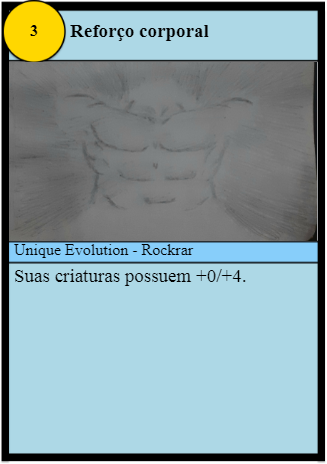 3
Reforço corporal
Unique Evolution - Rockrar
Suas criaturas possuem +0/+4.